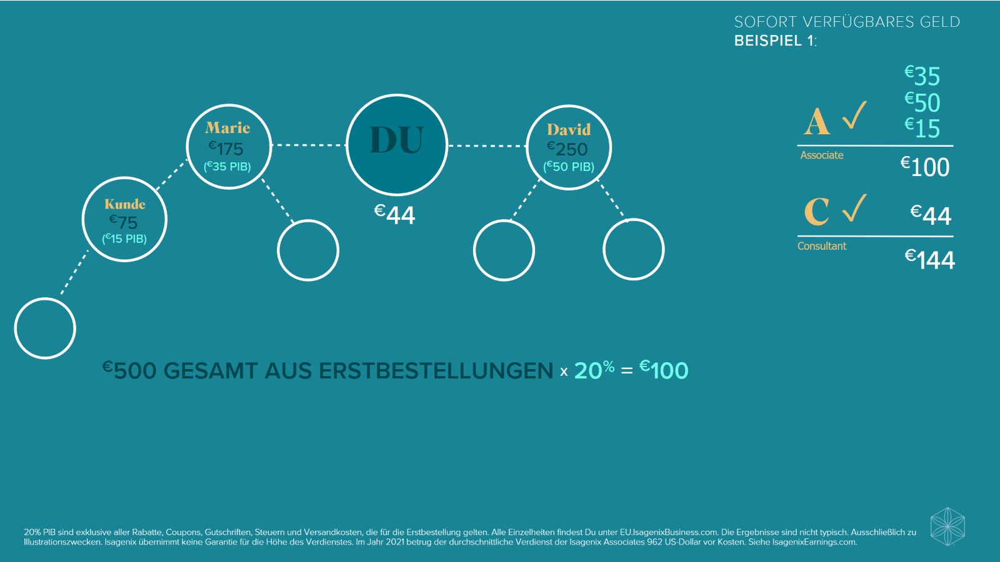 SOFORT VERFÜGBARES GELD
BEISPIEL 1:
€35
€50
€15
A ✓
Associate
€100
C ✓ €44
Consultant
€144
Marie
€175
(€35 PIB)
DU
€44
David
€250
(€50 PIB)
Kunde
€75
(€15 PIB)
€500 GESAMT AUS ERSTBESTELLUNGEN x 20% = €100
20% PIB sind exklusive aller Rabatte, Coupons, Gutschriften, Steuern und Versandkosten, die für die Erstbestellung gelten. Alle Einzelheiten findest Du unter EU.IsagenixBusiness.com. Die Ergebnisse sind nicht typisch. Ausschließlich zu
Illustrationszwecken. Isagenix übernimmt keine Garantie für die Höhe des Verdienstes. Im Jahr 2021 betrug der durchschnittliche Verdienst der Isagenix Associates 962 US-Dollar vor Kosten. Siehe IsagenixEarnings.com.